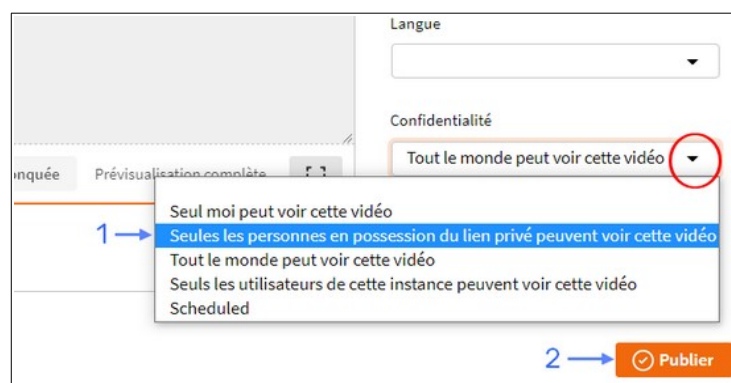 Langue
Confidentialité
Tout le monde peut voir cette vidéo
Prévisualisation complète
Seul moi peut voir cette vidéo
1 Seules les personnes en possession du lien privé peuvent voir cette vidéo
Tout le monde peut voir cette vidéo
Seuls les utilisateurs de cette instance peuvent voir cette vidéo
Scheduled
2 Publier